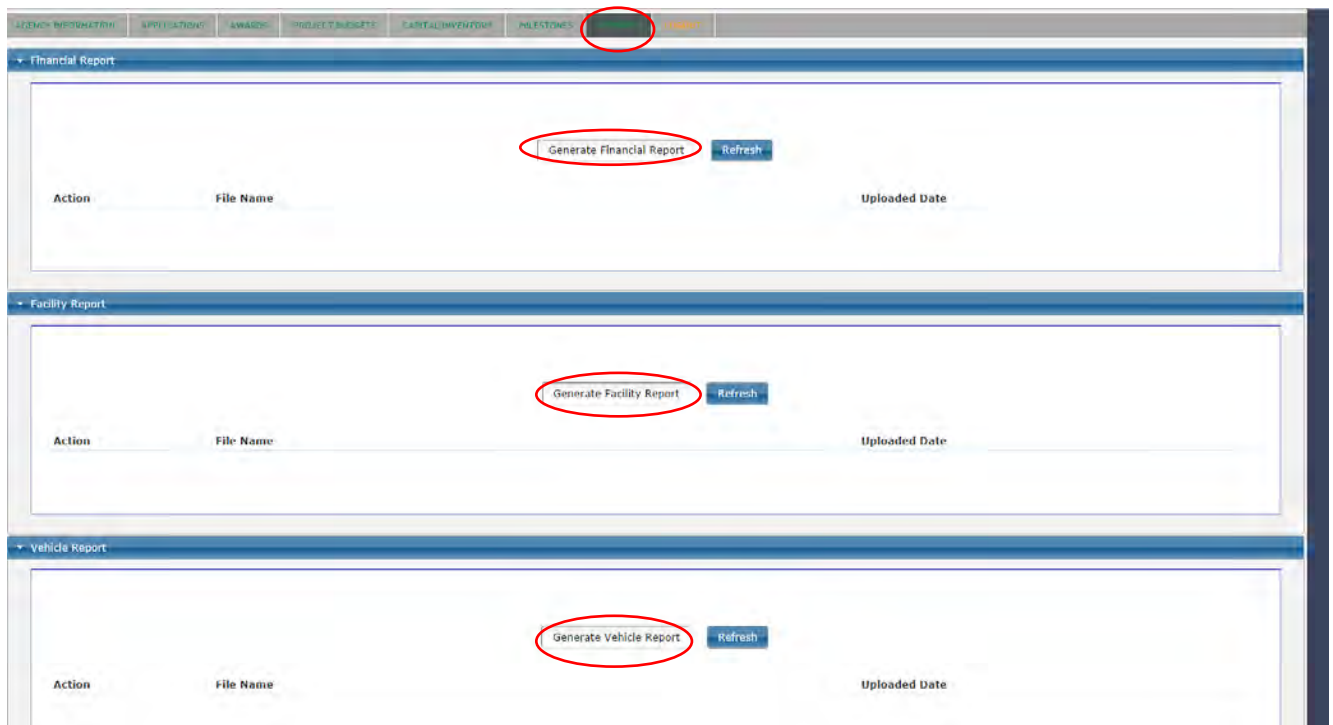 AGENCY INFORMATION APPLICATIONS AWARDS PROJECT BUDGETS CAPITAL INVENTORY MILESTONES
Financial Report
Generate Financial Report Refresh
Action File Name Uploaded Date
Facility Report
Generate Facility Report Refresh
Action File Name Uploaded Date
Vehicle Report
Generate Vehicle Report Refresh
Action File Name Uploaded Date